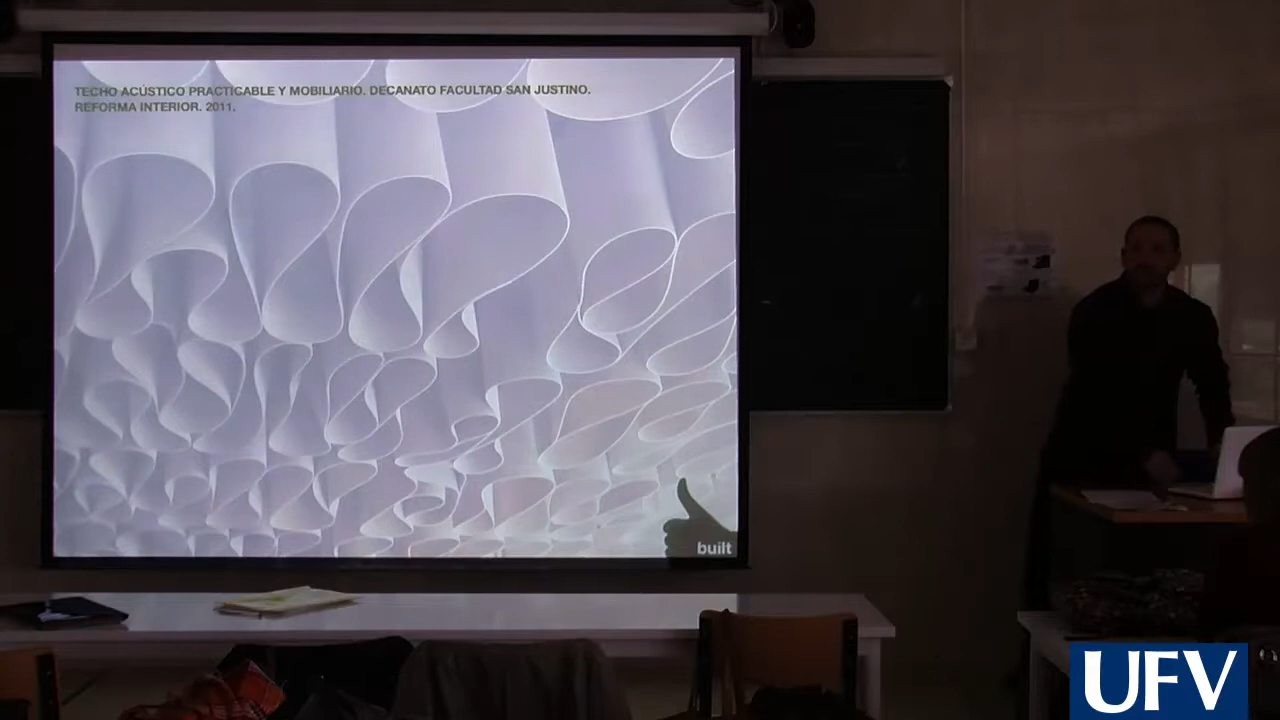 TECHO ACÚSTICO PRACTICABLE Y MOBILIARIO. DECANATO FACULTAD SAN JUSTINO.
REFORMA INTERIOR. 2011.
built
UFV